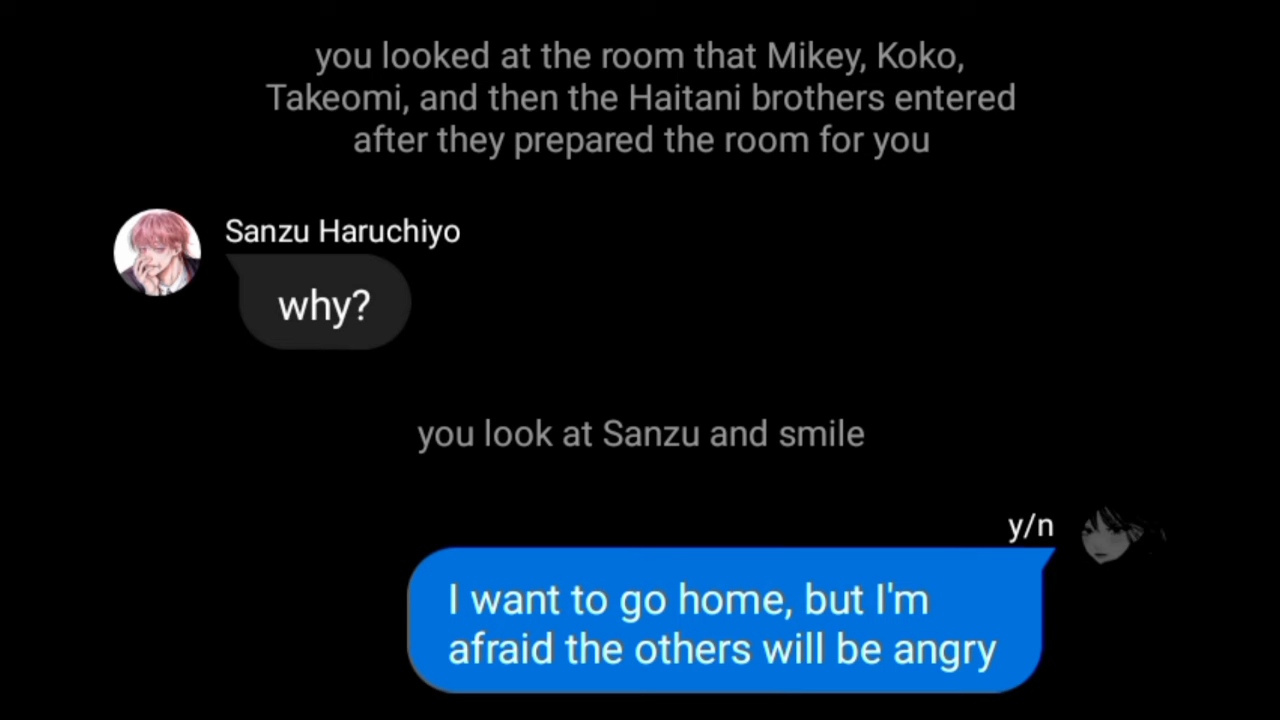 you looked at the room that Mikey, Koko,
Takeomi, and then the Haitani brothers entered
after they prepared the room for you
Sanzu Haruchiyo
why?
you look at Sanzu and smile
y/n
I want to go home, but I'm
afraid the others will be angry